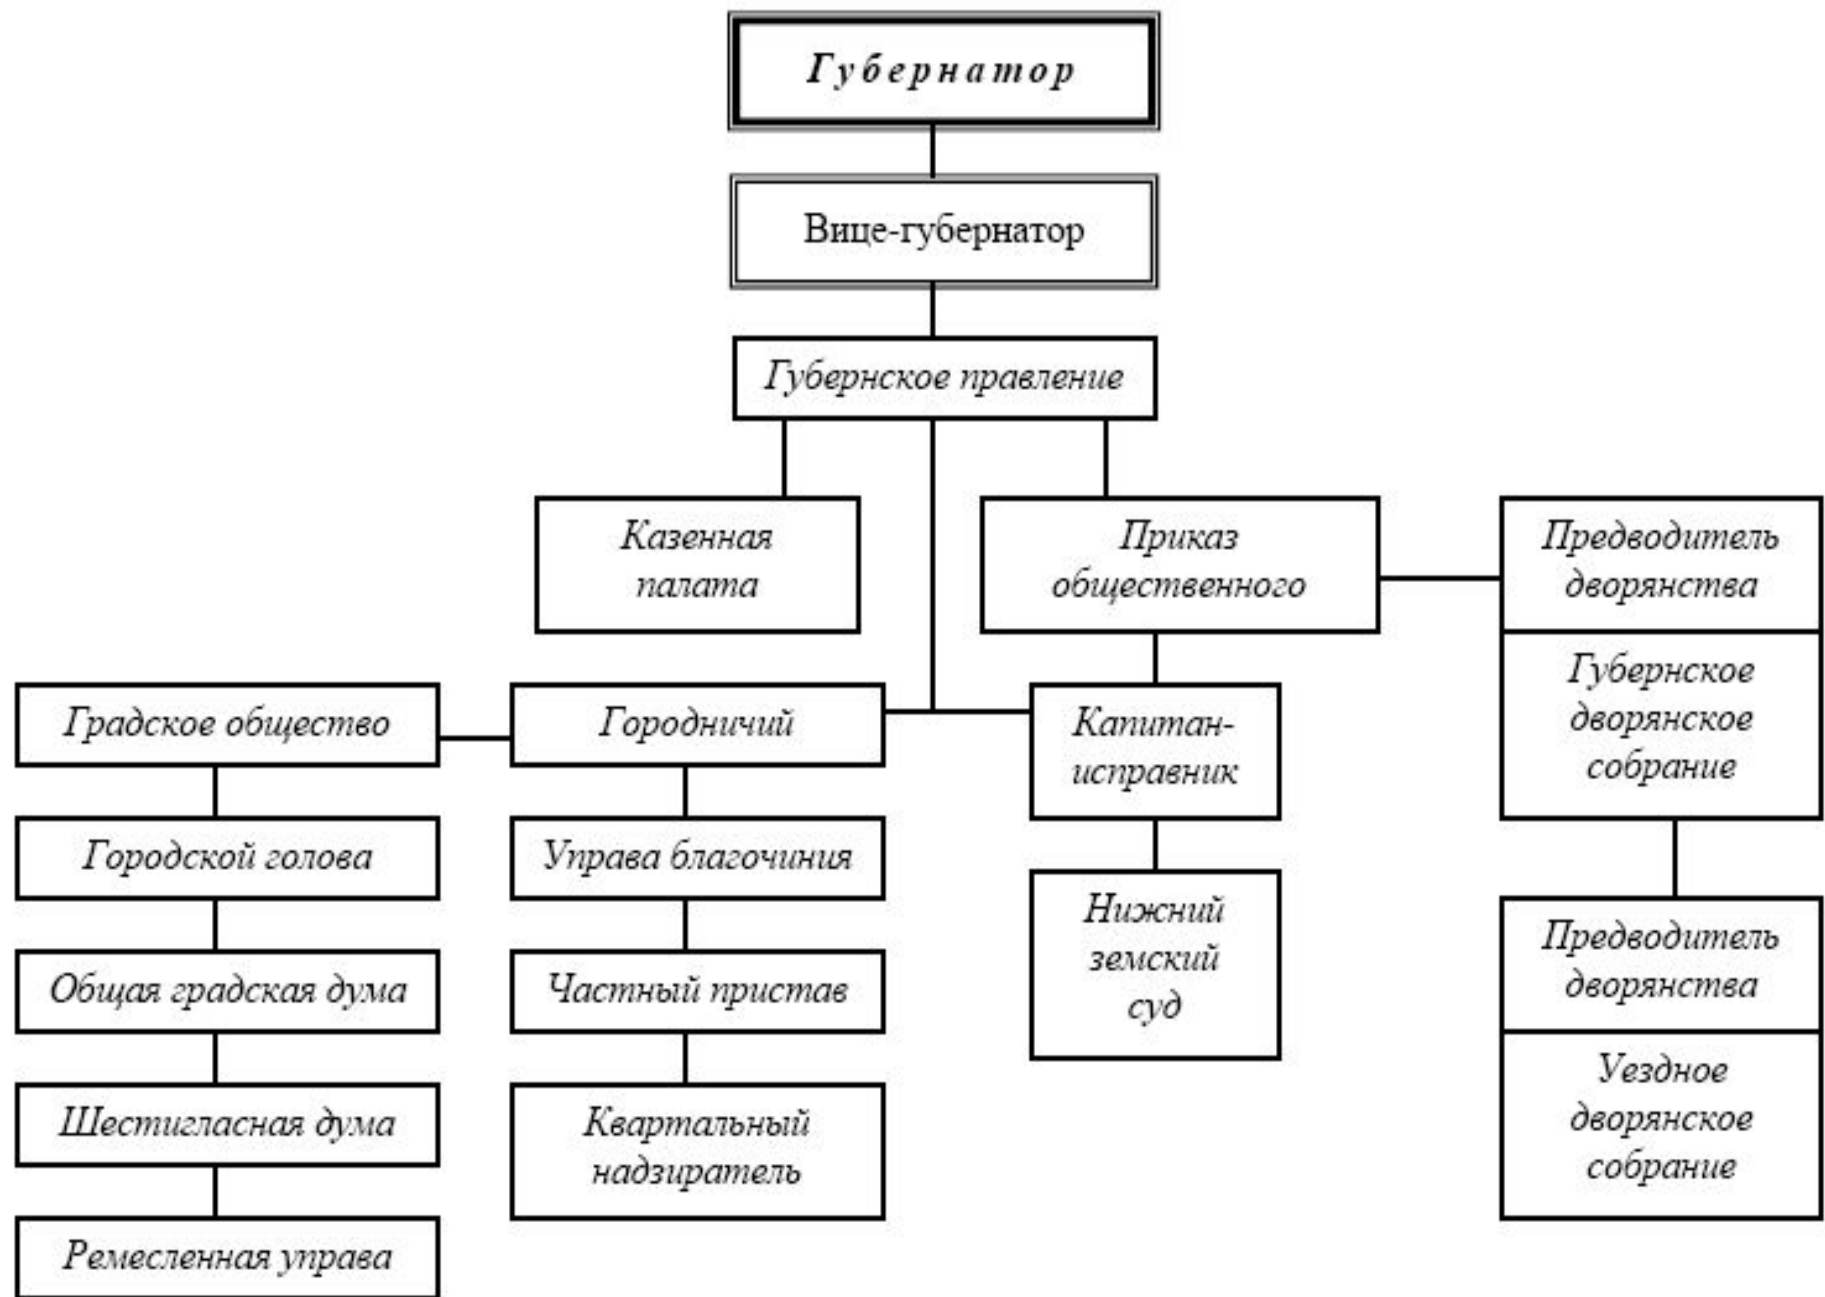 Губернатор
Вице-губернатор
Губернское правление
Казенная
палата
Приказ
общественного
Предводитель
дворянства
Губернское
дворянское
собрание
Градское общество
Городничий
Капитан-
исправник
Городской голова
Управа благочиния
Нижний
земский
суд
Предводитель
дворянства
Уездное
дворянское
собрание
Общая градская дума
Частный пристав
Шестигласная дума
Квартальный
надзиратель
Ремесленная управа